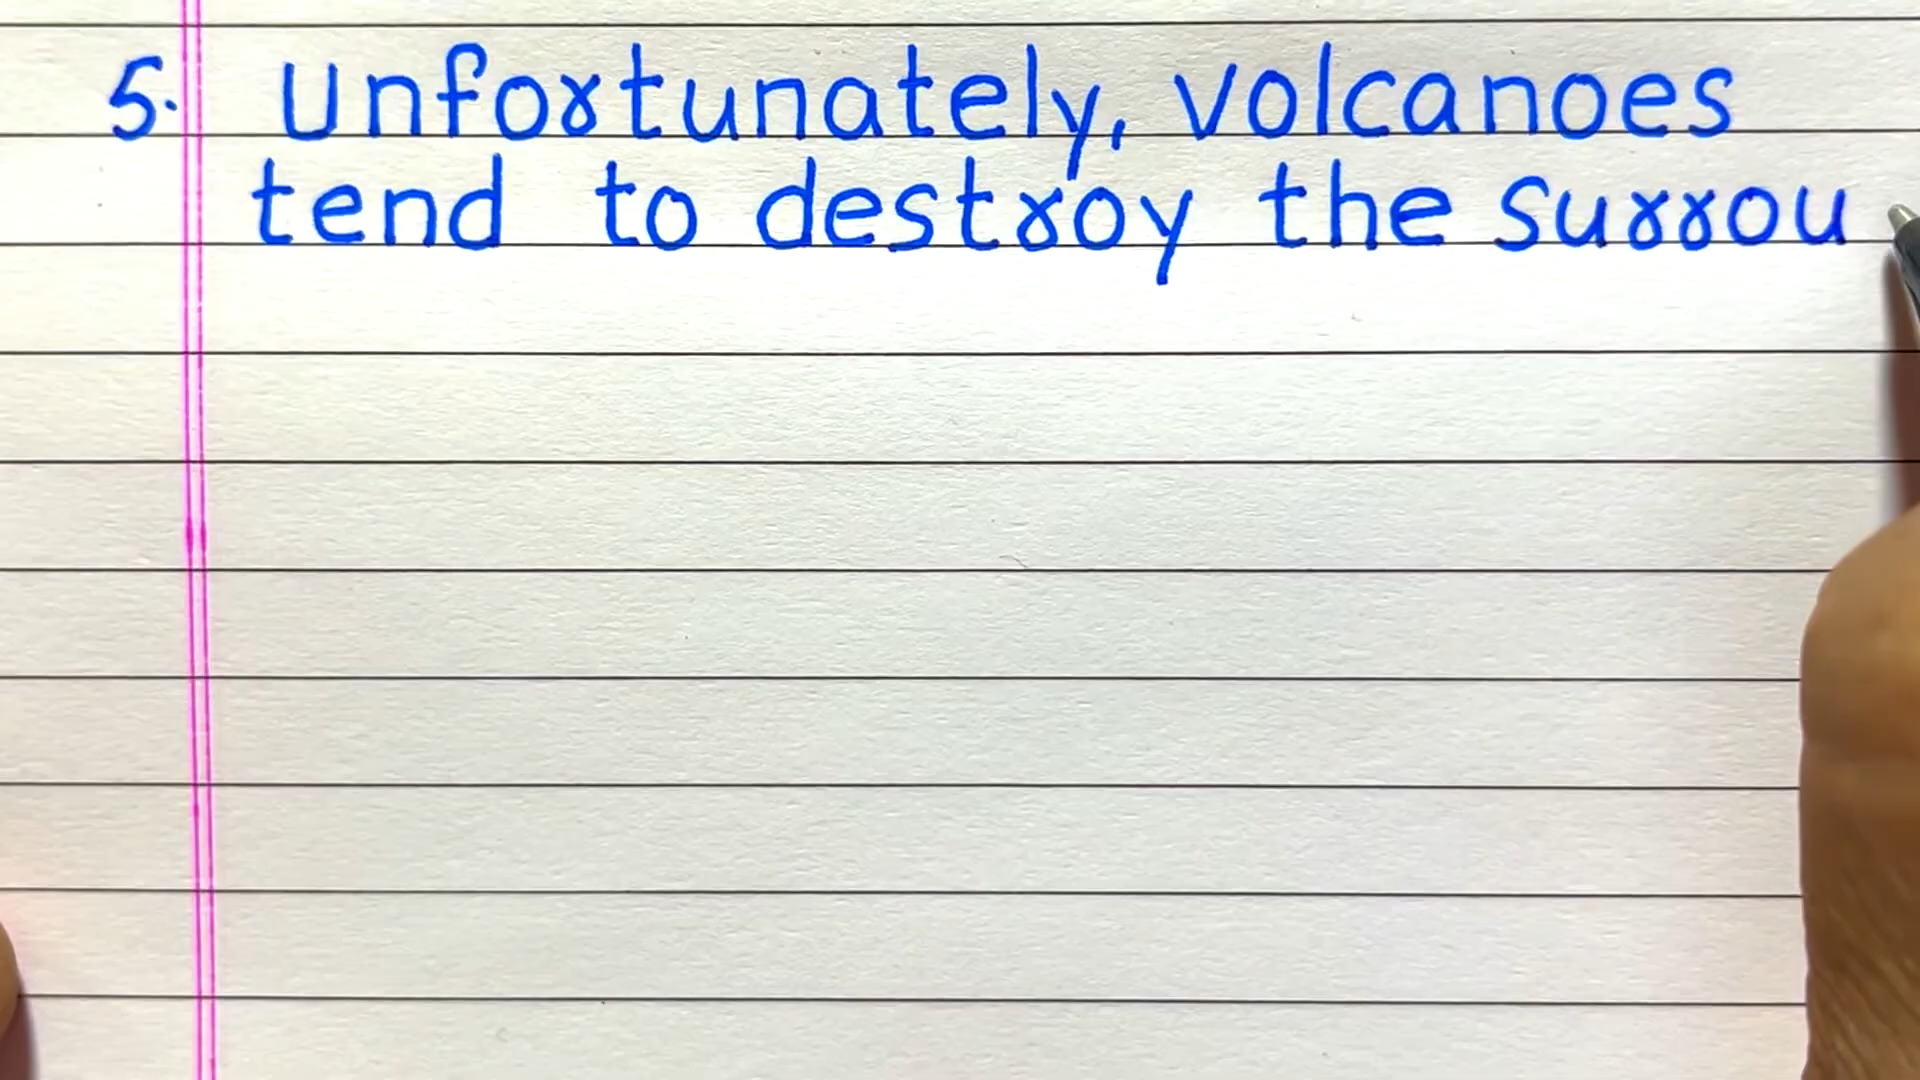 5. Unfortunately, volcanoes
tend to destroy the surrou